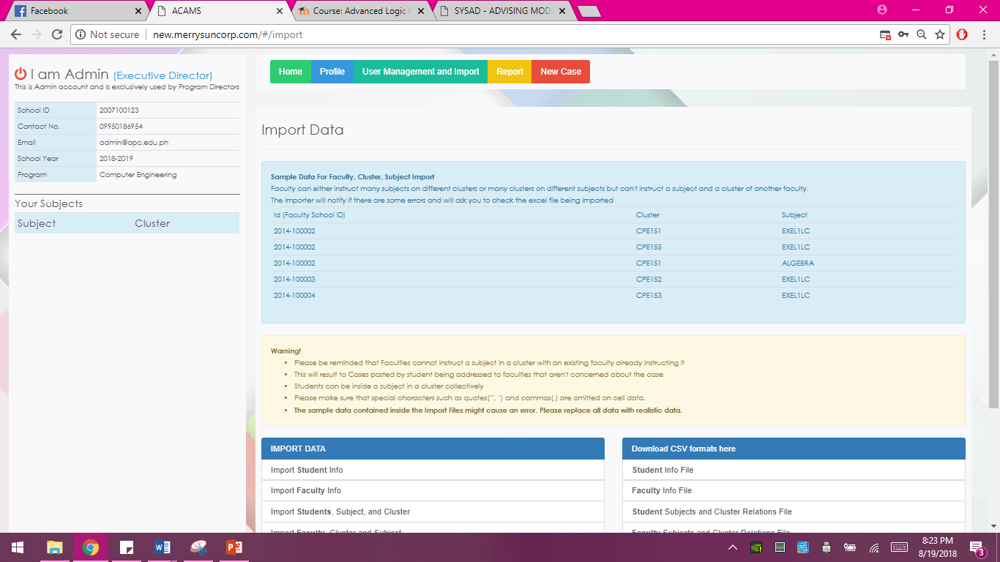 Facebook
ACAMS
Course: Advanced Logic
SYSAD - ADVISING MOD
Not secure
new.merrysuncorp.com/#/import
I am Admin (Executive Director)
This is Admin account and is exclusively used by Program Directors
School ID 2007100123
Contact No. 09950186954
Email admin@apc.edu.ph
School Year 2018-2019
Program Computer Engineering
Your Subjects
Subject Cluster
Home Profile User Management and Import Report New Case
Import Data
Sample Data For Faculty, Cluster, Subject Import
Faculty can either instruct many subjects on different clusters or many clusters on different subjects but can't instruct a subject and a cluster of another faculty.
The Importer will notify if there are some errors and will ask you to check the excel file being imported
Id (Faculty School ID) Cluster Subject
2014-100002 CPE151 EXEL1LC
2014-100002 CPE155 EXEL1LC
2014-100002 CPE151 ALGEBRA
2014-100003 CPE152 EXEL1LC
2014-100004 CPE153 EXEL1LC
Warning!
• Please be reminded that Faculties cannot instruct a subject in a cluster with an existing faculty already instructing it
• This will result to Cases posted by student being addressed to faculties that aren't concerned about the case
• Students can be inside a subject in a cluster collectively
• Please make sure that special characters such as quotes("", '') and commas(,) are omitted on cell data.
• The sample data contained inside the Import Files might cause an error. Please replace all data with realistic data.
IMPORT DATA
Import Student Info
Import Faculty Info
Import Students, Subject, and Cluster
Import Faculty, Cluster and Subject
Download CSV formats here
Student Info File
Faculty Info File
Student Subjects and Cluster Relations File
Faculty Subjects and Cluster Relations File
8:23 PM
8/19/2018
3